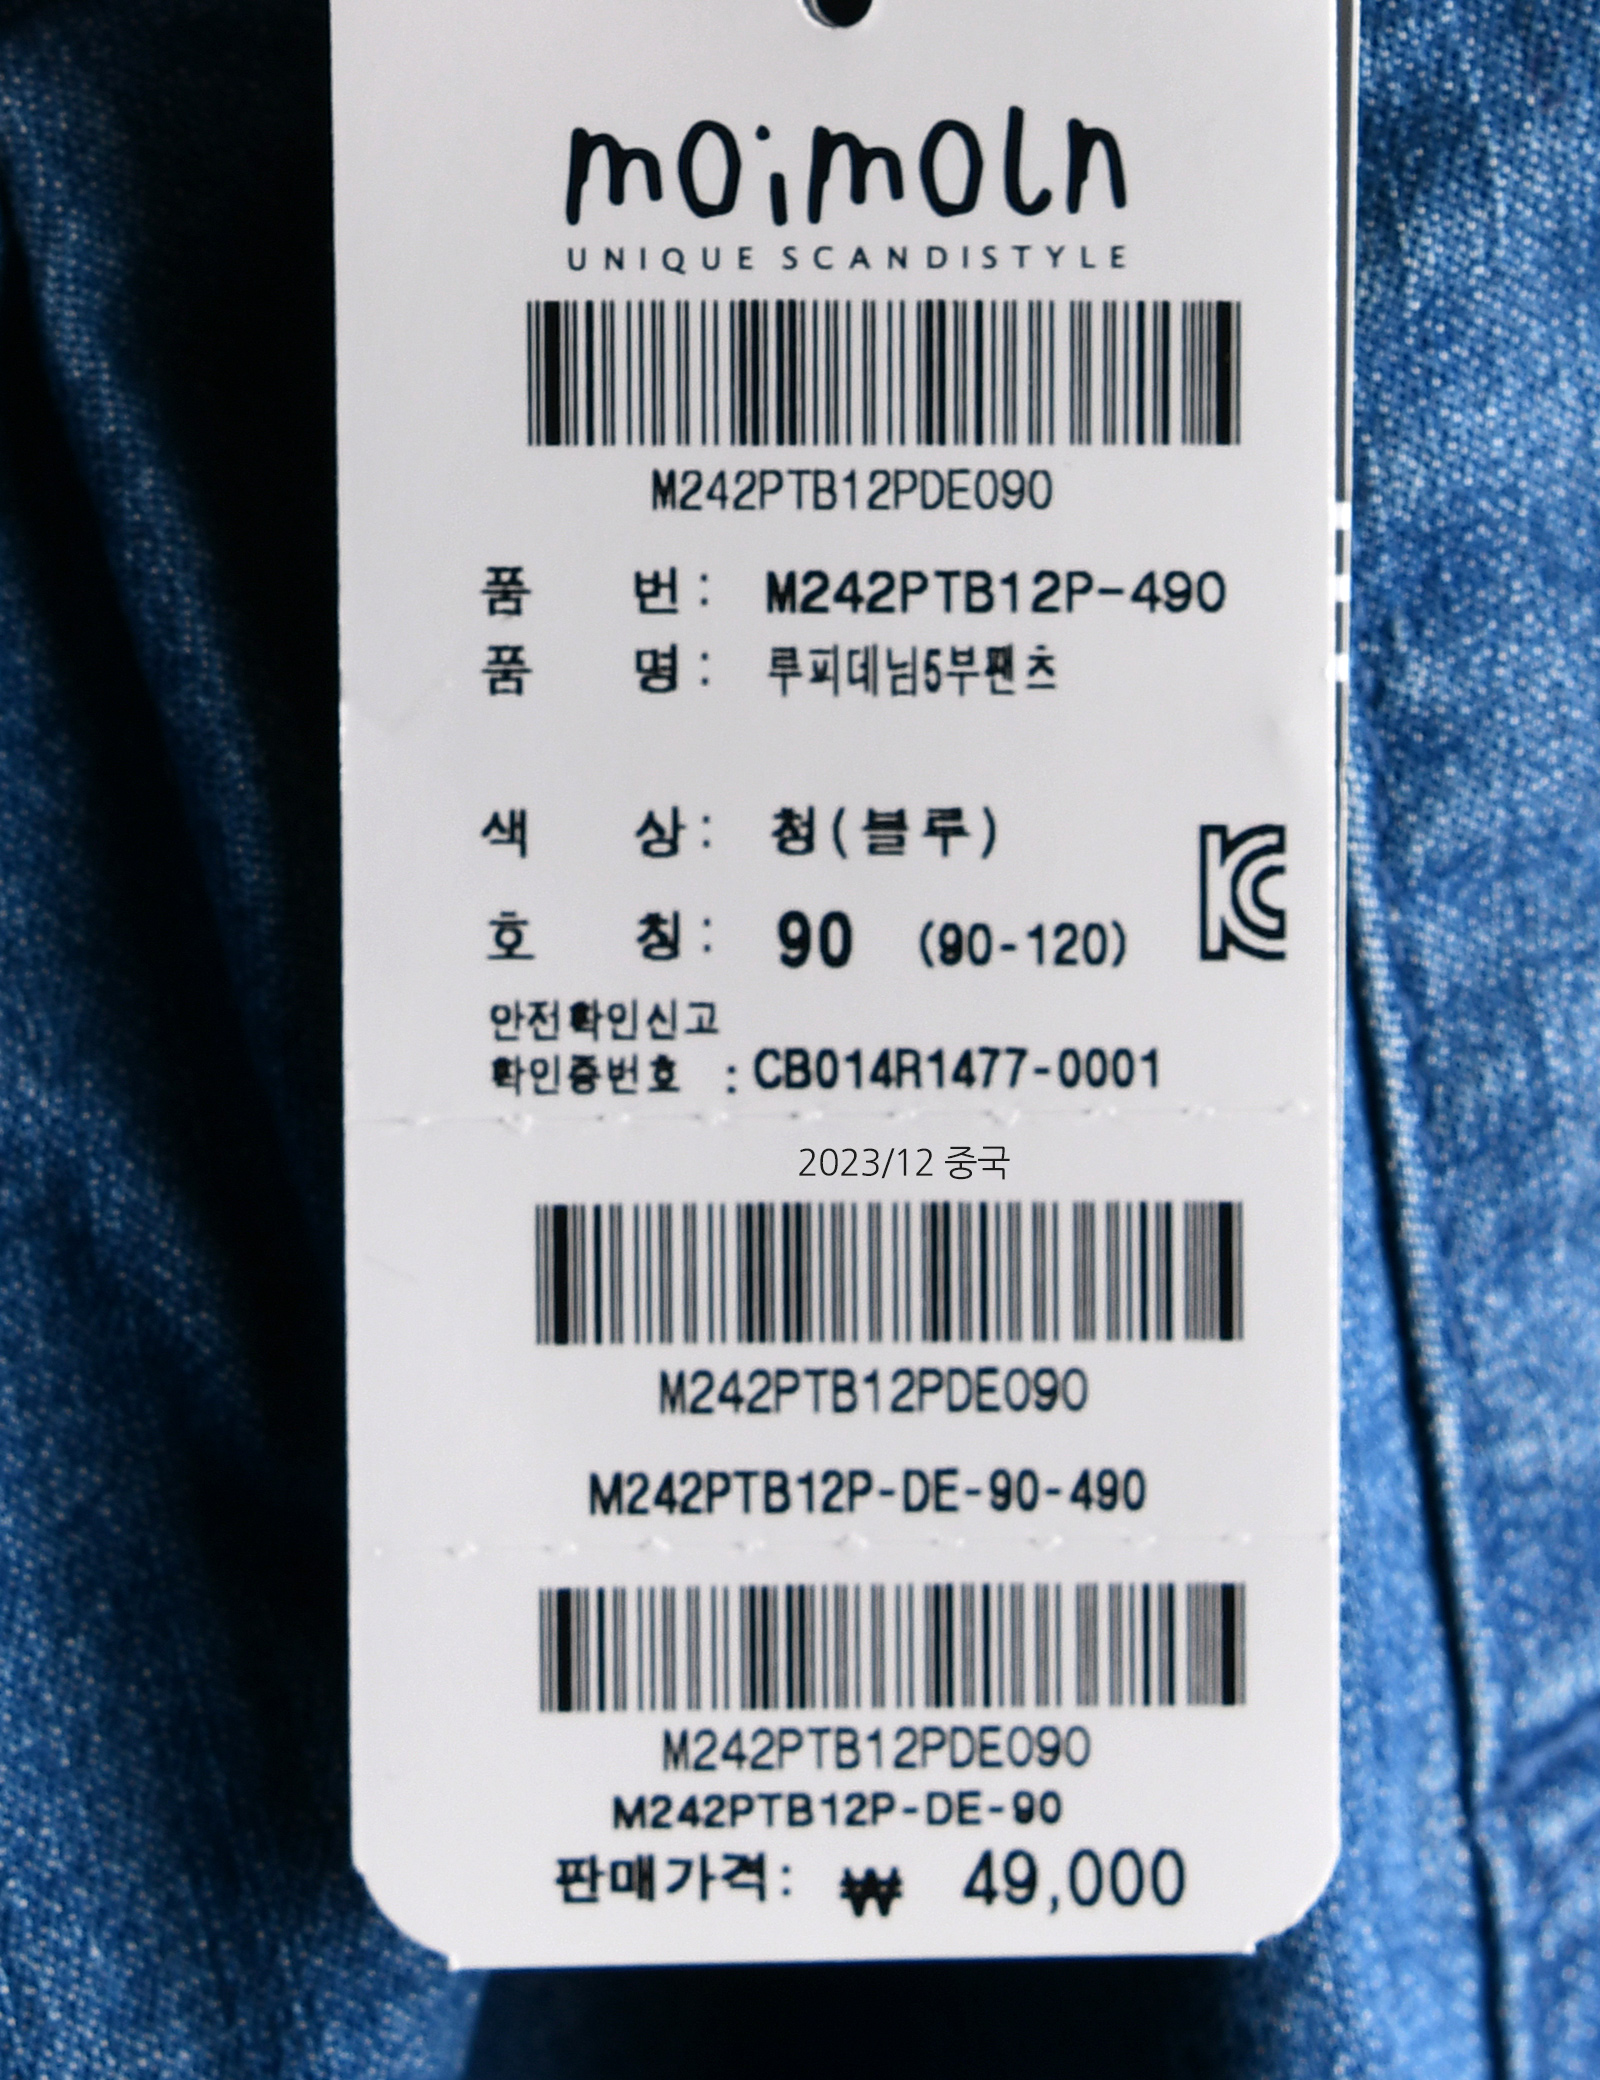 moimoln
UNIQUE SCANDISTYLE
M242PTB12PDE090
품 번 : M242PTB12P-490
품 명 : 루피데님5부팬츠
색 상 : 청(블루)
호 칭 : 90 (90-120)
안전확인신고
확인증번호 : CB014R1477-0001
2023/12 중국
M242PTB12PDE090
M242PTB12P-DE-90-490
M242PTB12PDE090
M242PTB12P-DE-90
판매가격: ₩ 49,000